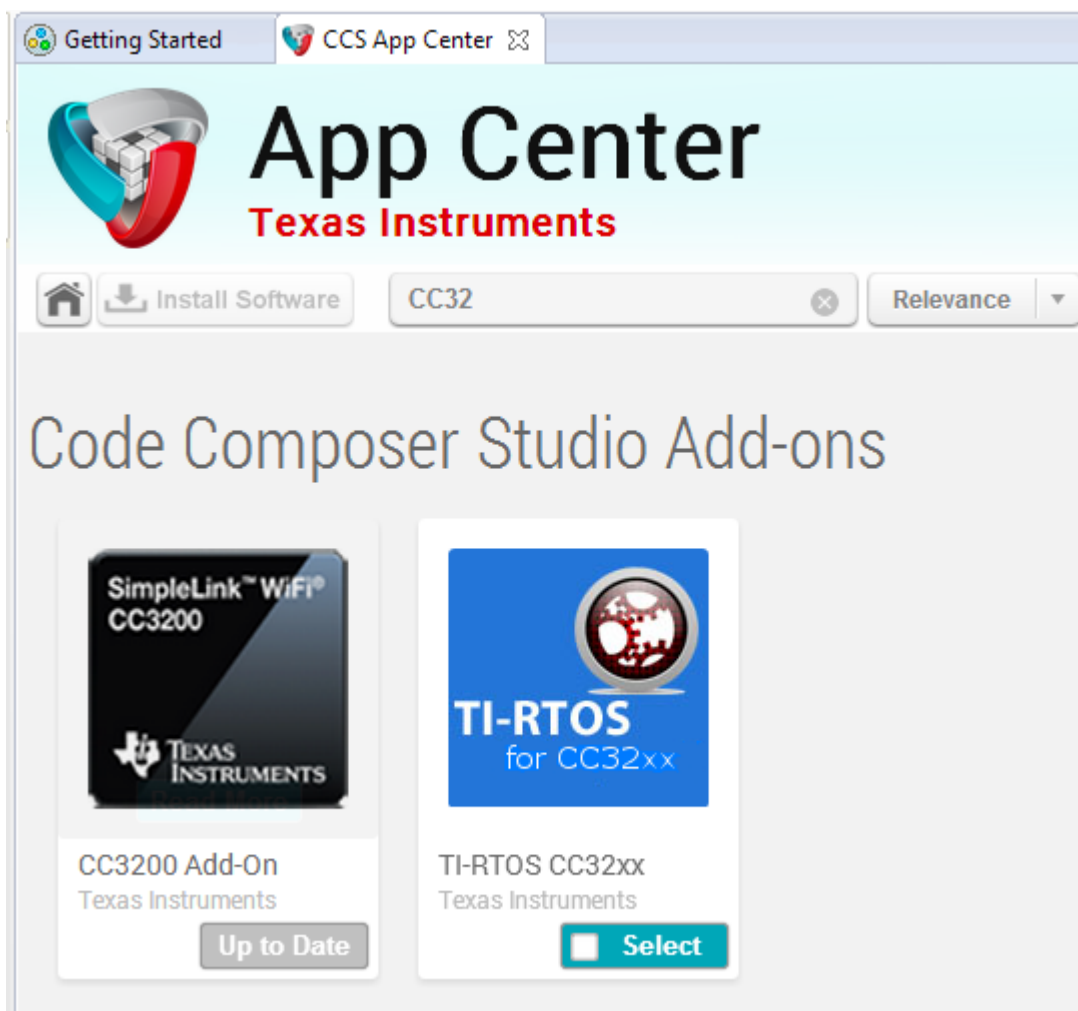 Getting Started
CCS App Center
App Center
Texas Instruments
Install Software
CC32
Relevance
Code Composer Studio Add-ons
SimpleLink™ WiFi®
CC3200
TEXAS
INSTRUMENTS
Read More
CC3200 Add-On
Texas Instruments
Up to Date
TI-RTOS
for CC32xx
TI-RTOS CC32xx
Texas Instruments
Select